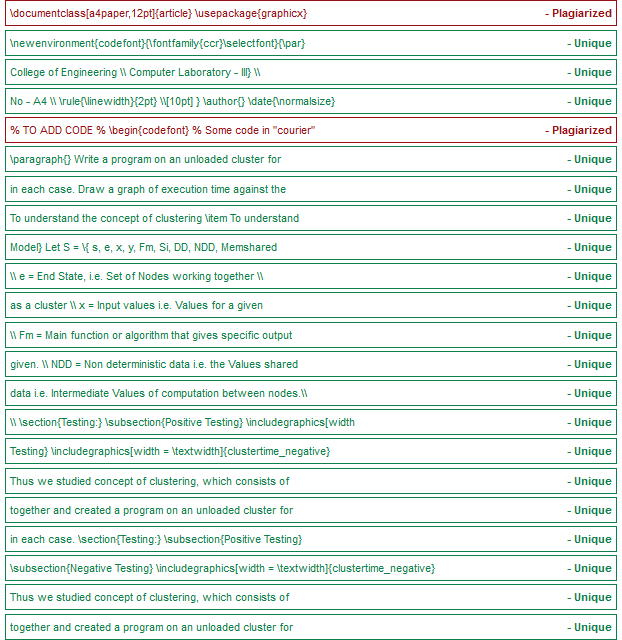 \documentclass[a4paper,12pt]{article} \usepackage{graphicx} - Plagiarized
\newenvironment{codefont}{\fontfamily{ccr}\selectfont}{\par} - Unique
College of Engineering \\ Computer Laboratory - III} \\ - Unique
No - A4 \\ \rule{\linewidth}{2pt} \\[10pt] } \author{} \date{\normalsize} - Unique
% TO ADD CODE % \begin{codefont} % Some code in "courier" - Plagiarized
\paragraph{} Write a program on an unloaded cluster for - Unique
in each case. Draw a graph of execution time against the - Unique
To understand the concept of clustering \item To understand - Unique
Model} Let S = \{ s, e, x, y, Fm, Si, DD, NDD, Memshared - Unique
\\ e = End State, i.e. Set of Nodes working together \\ - Unique
as a cluster \\ x = Input values i.e. Values for a given - Unique
\\ Fm = Main function or algorithm that gives specific output - Unique
given. \\ NDD = Non deterministic data i.e. the Values shared - Unique
data i.e. Intermediate Values of computation between nodes.\\ - Unique
\\ \section{Testing:} \subsection{Positive Testing} \includegraphics[width - Unique
Testing} \includegraphics[width = \textwidth]{clustertime_negative} - Unique
Thus we studied concept of clustering, which consists of - Unique
together and created a program on an unloaded cluster for - Unique
in each case. \section{Testing:} \subsection{Positive Testing} - Unique
\subsection{Negative Testing} \includegraphics[width = \textwidth]{clustertime_negative} - Unique
Thus we studied concept of clustering, which consists of - Unique
together and created a program on an unloaded cluster for - Unique